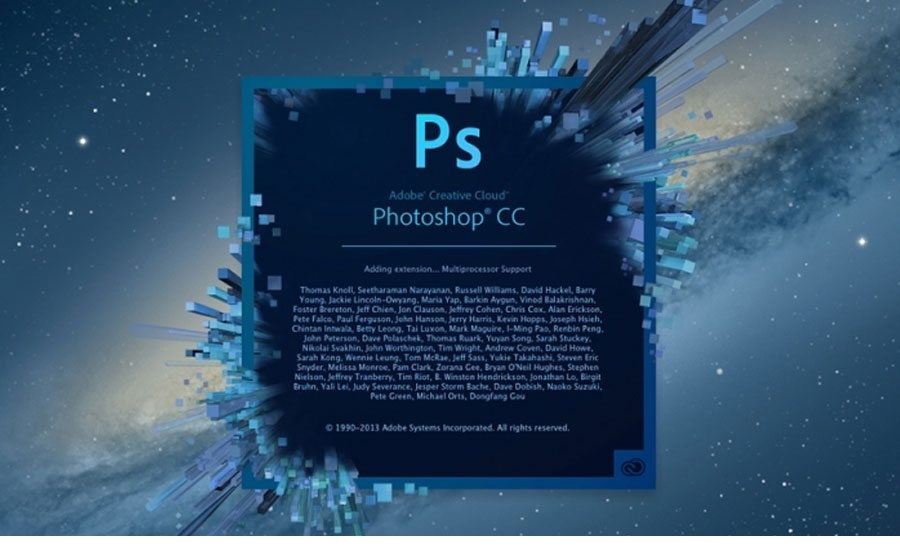 Ps
Adobe® Creative Cloud™
Photoshop® CC
Adding extension... Multiprocessor Support
Thomas Knoll, Seetharaman Narayanan, Russell Williams, David Hackel, Barry
Young, Jackie Lincoln-Owyang, Maria Yap, Barkin Aygun, Vinod Balakrishnan,
Foster Brereton, Jeff Chien, Jon Clauson, Jeffrey Cohen, Chris Cox, Alan Erickson,
Pete Falco, Paul Ferguson, John Hanson, Jerry Harris, Kevin Hopps, Joseph Hsieh,
Chintan Intwala, Betty Leong, Tai Luxon, Mark Maguire, I-Ming Pao, Renbin Peng,
John Peterson, Dave Polaschek, Thomas Ruark, Yuyan Song, Sarah Stuckey,
Nikolai Svakhin, John Worthington, Tim Wright, Andrew Coven, David Howe,
Sarah Kong, Wennie Leung, Tom McRae, Jeff Sass, Yukie Takahashi, Steven Eric
Snyder, Melissa Monroe, Pam Clark, Zorana Gee, Bryan O'Neil Hughes, Stephen
Nielson, Jeffrey Tranberry, Tim Riot, B. Winston Hendrickson, Jonathan Lo, Birgit
Bruhn, Yali Lei, Judy Severance, Jesper Storm Bache, Dave Dobish, Naoko Suzuki,
Pete Green, Michael Orts, Dongfang Gou
© 1990-2013 Adobe Systems Incorporated. All rights reserved.